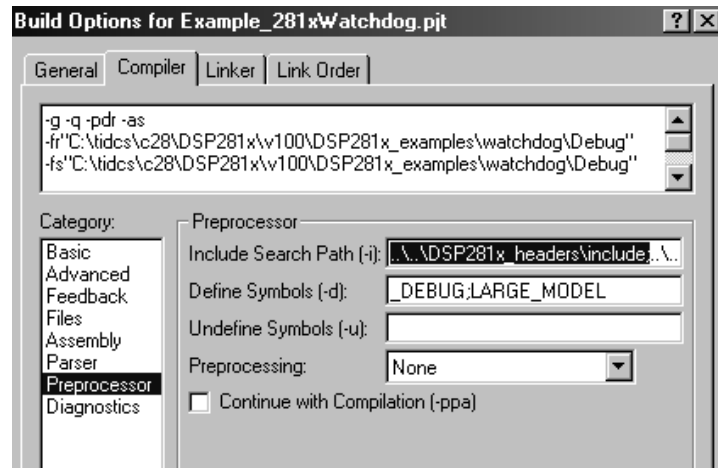 Build Options for Example_281xWatchdog.pjt
General Compiler Linker Link Order
-g -q -pdr -as
-fr"C:\tidcs\c28\DSP281x\v100\DSP281x_examples\watchdog\Debug"
-fs"C:\tidcs\c28\DSP281x\v100\DSP281x_examples\watchdog\Debug"
Category:
Basic
Advanced
Feedback
Files
Assembly
Parser
Preprocessor
Diagnostics
Preprocessor
Include Search Path (-i): ..\..\DSP281x_headers\include;..\..
Define Symbols (-d): _DEBUG;LARGE_MODEL
Undefine Symbols (-u):
Preprocessing: None
Continue with Compilation (-ppa)